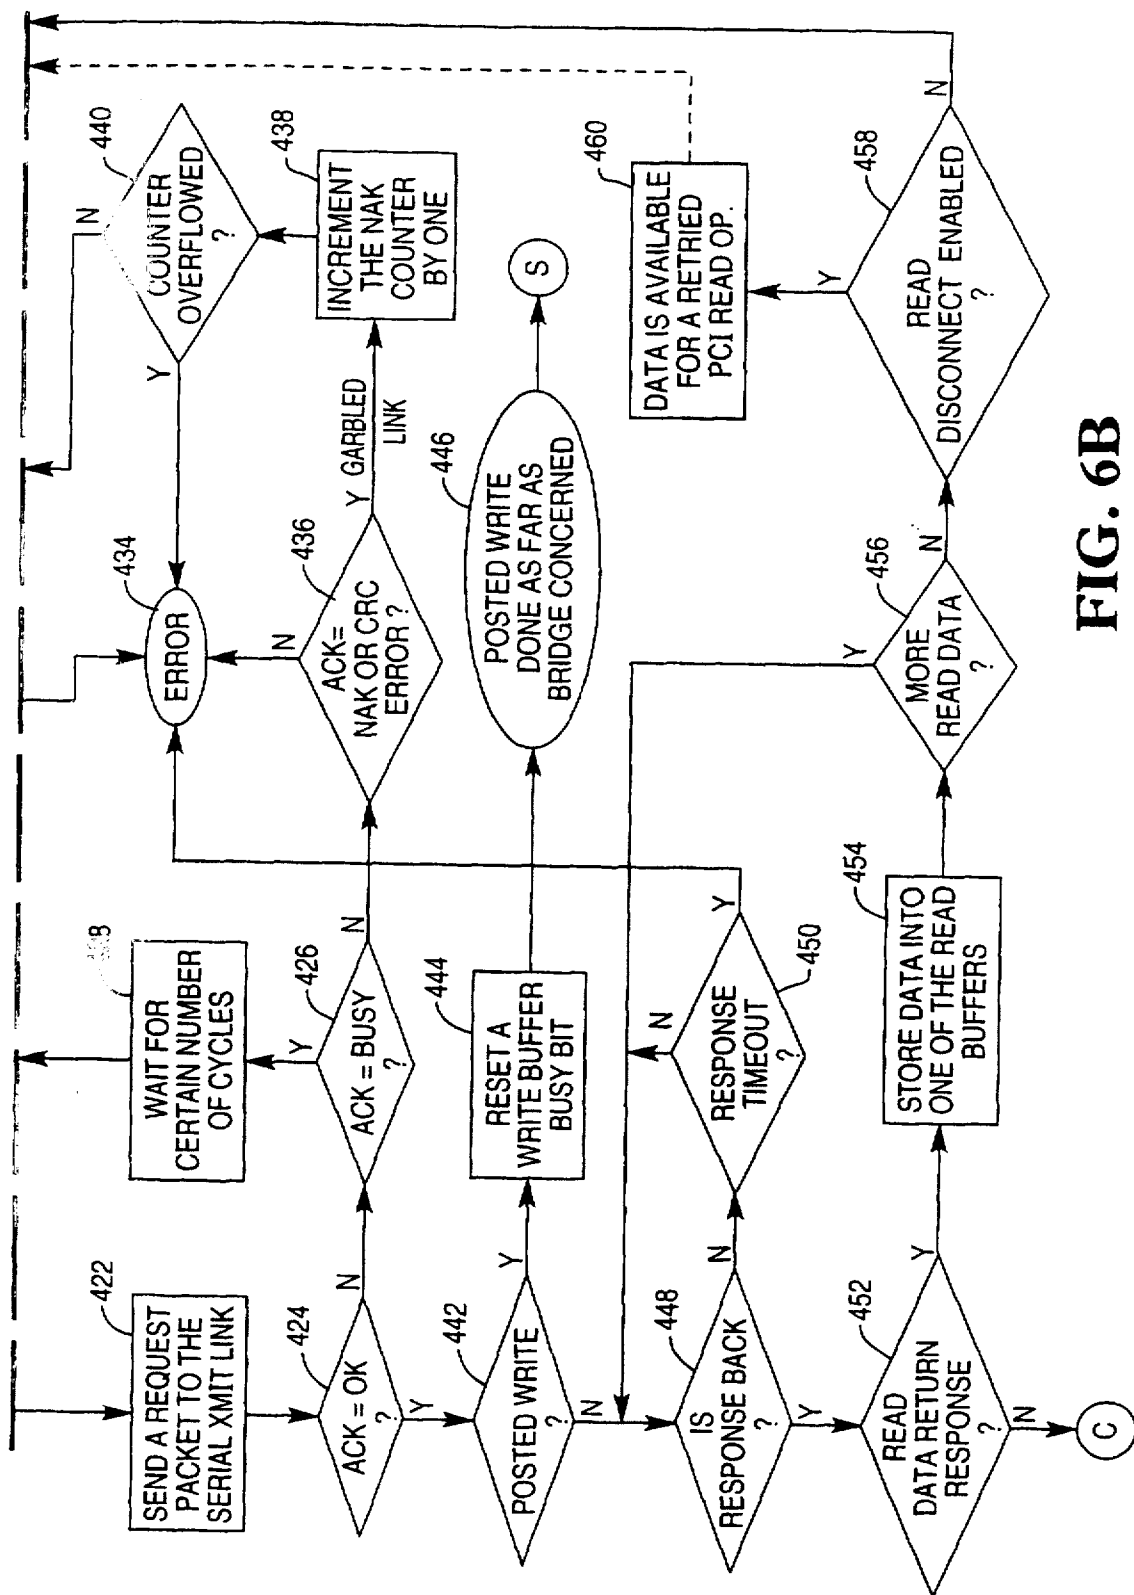 422
SEND A REQUEST
PACKET TO THE
SERIAL XMIT LINK
424
ACK = OK
?
N
Y
426
ACK = BUSY
?
Y
N
WAIT FOR
CERTAIN NUMBER
OF CYCLES
434
ERROR
436
ACK=
NAK OR CRC
ERROR ?
N
Y
GARBLED
LINK
438
INCREMENT
THE NAK
COUNTER
BY ONE
440
COUNTER
OVERFLOWED
?
Y
N
442
POSTED WRITE
?
Y
N
444
RESET A
WRITE BUFFER
BUSY BIT
446
POSTED WRITE
DONE AS FAR AS
BRIDGE CONCERNED
S
448
IS
RESPONSE BACK
?
N
Y
450
RESPONSE
TIMEOUT
?
N
Y
452
READ
DATA RETURN
RESPONSE
?
Y
N
C
454
STORE DATA INTO
ONE OF THE READ
BUFFERS
456
MORE
READ DATA
?
Y
N
458
READ
DISCONNECT ENABLED
?
Y
N
460
DATA IS AVAILABLE
FOR A RETRIED
PCI READ OP.
FIG. 6B